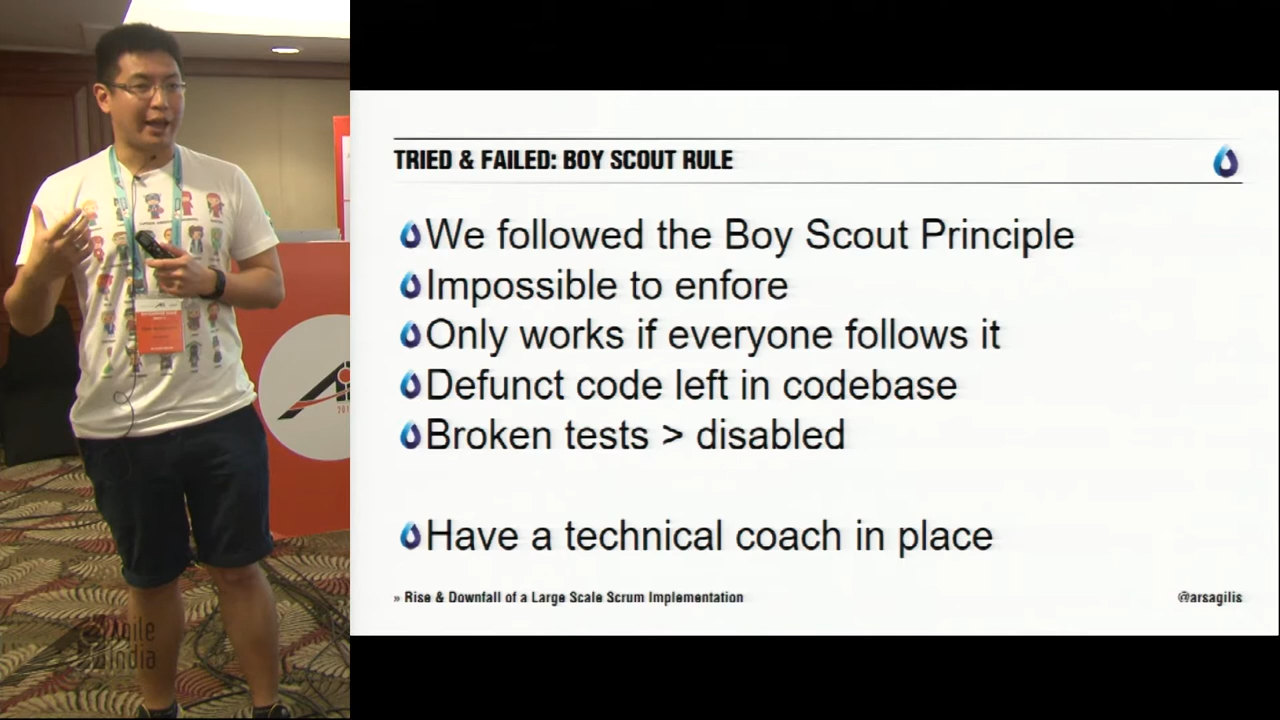 TRIED & FAILED: BOY SCOUT RULE
We followed the Boy Scout Principle
Impossible to enfore
Only works if everyone follows it
Defunct code left in codebase
Broken tests > disabled
Have a technical coach in place
» Rise & Downfall of a Large Scale Scrum Implementation
@arsagilis
Agile
India